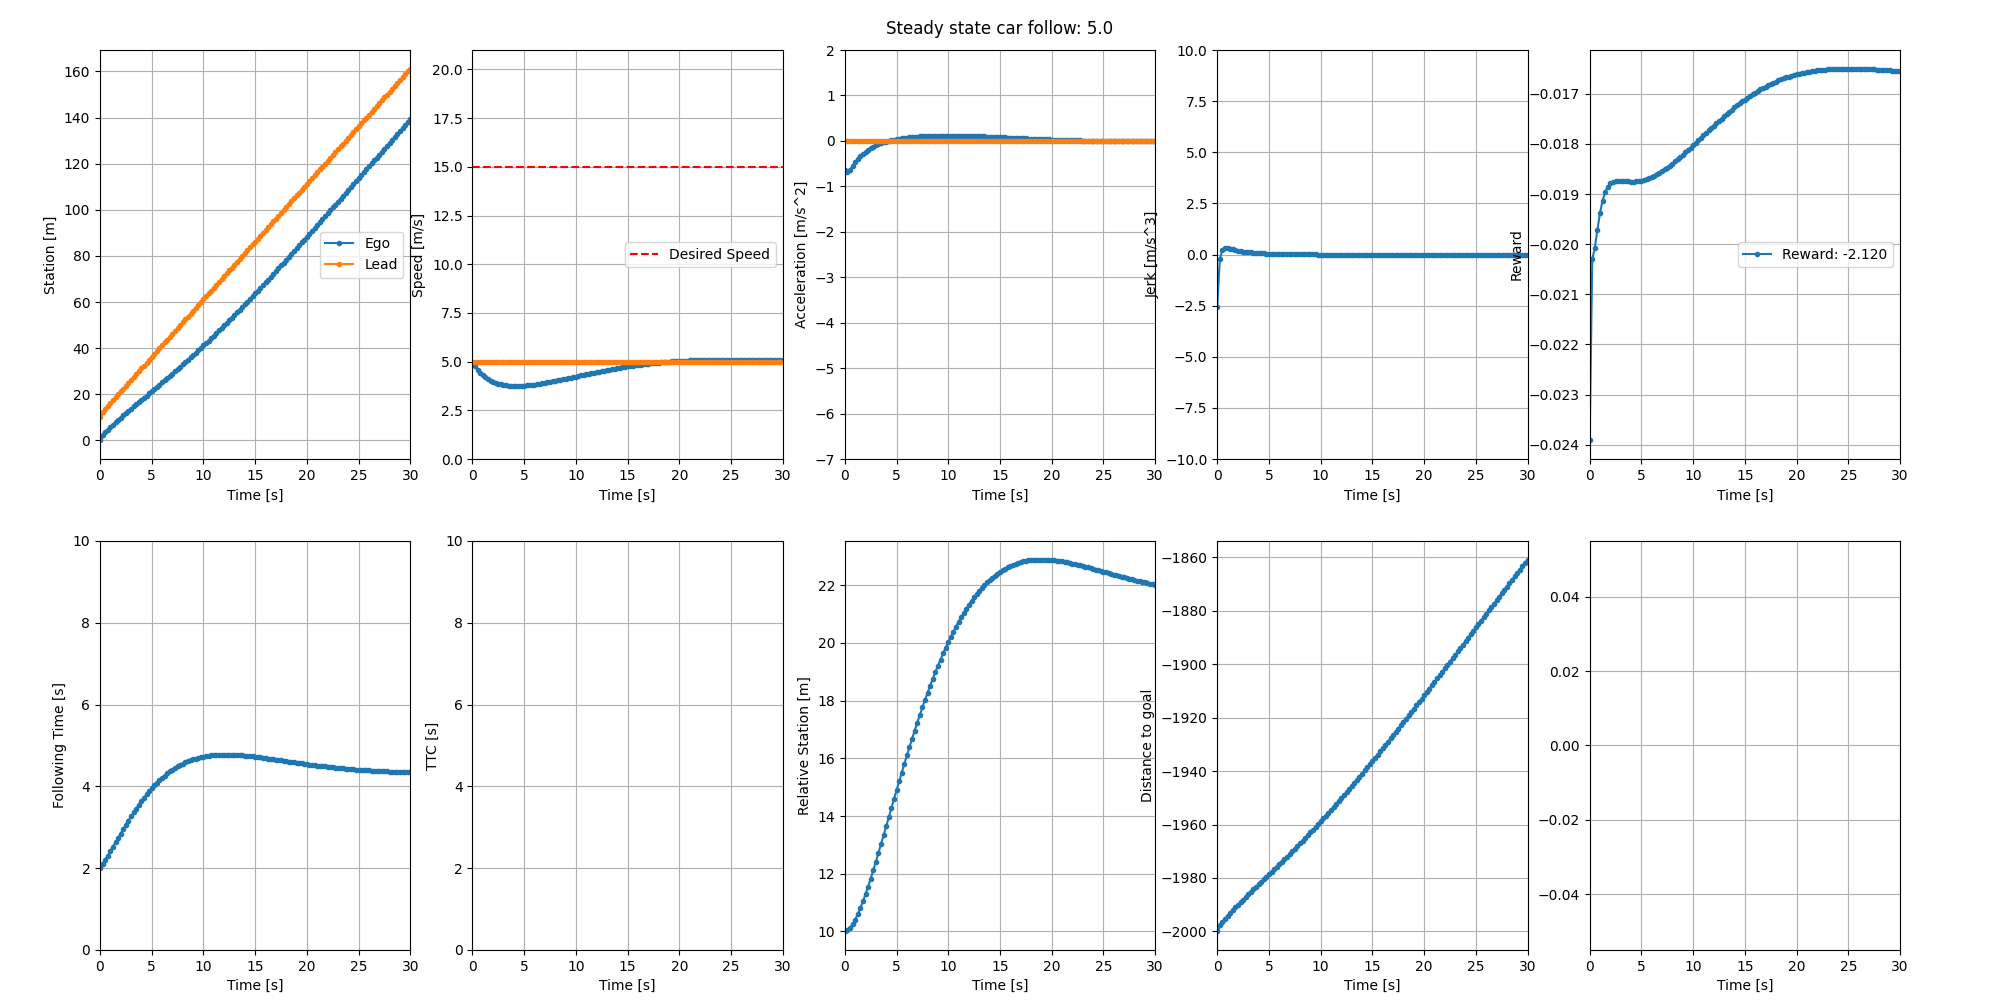 Steady state car follow: 5.0
160
140
120
100
80
60
40
20
0
Station [m]
Ego
Lead
0 5 10 15 20 25 30
Time [s]
20.0
17.5
15.0
12.5
10.0
7.5
5.0
2.5
0.0
Speed [m/s]
Desired Speed
0 5 10 15 20 25 30
Time [s]
2
1
0
−1
−2
−3
−4
−5
−6
−7
Acceleration [m/s^2]
0 5 10 15 20 25 30
Time [s]
10.0
7.5
5.0
2.5
0.0
−2.5
−5.0
−7.5
−10.0
Jerk [m/s^3]
0 5 10 15 20 25 30
Time [s]
−0.017
−0.018
−0.019
−0.020
−0.021
−0.022
−0.023
−0.024
Reward
Reward: -2.120
0 5 10 15 20 25 30
Time [s]
10
8
6
4
2
0
Following Time [s]
0 5 10 15 20 25 30
Time [s]
10
8
6
4
2
0
TTC [s]
0 5 10 15 20 25 30
Time [s]
22
20
18
16
14
12
10
Relative Station [m]
0 5 10 15 20 25 30
Time [s]
−1860
−1880
−1900
−1920
−1940
−1960
−1980
−2000
Distance to goal
0 5 10 15 20 25 30
Time [s]
0.04
0.02
0.00
−0.02
−0.04
0 5 10 15 20 25 30
Time [s]